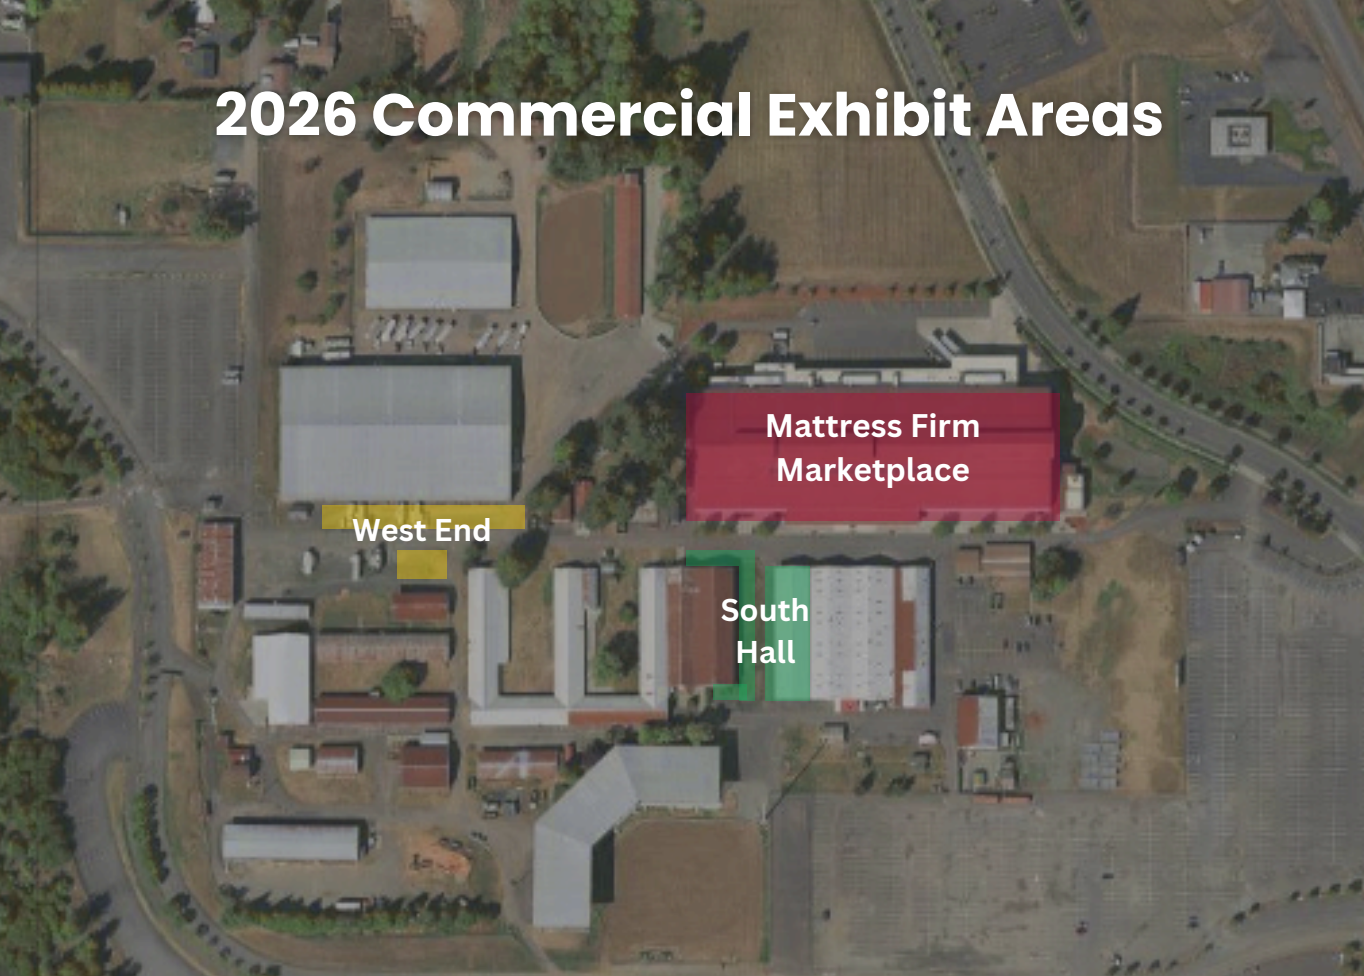 2026 Commercial Exhibit Areas
Mattress Firm
Marketplace
West End
South
Hall